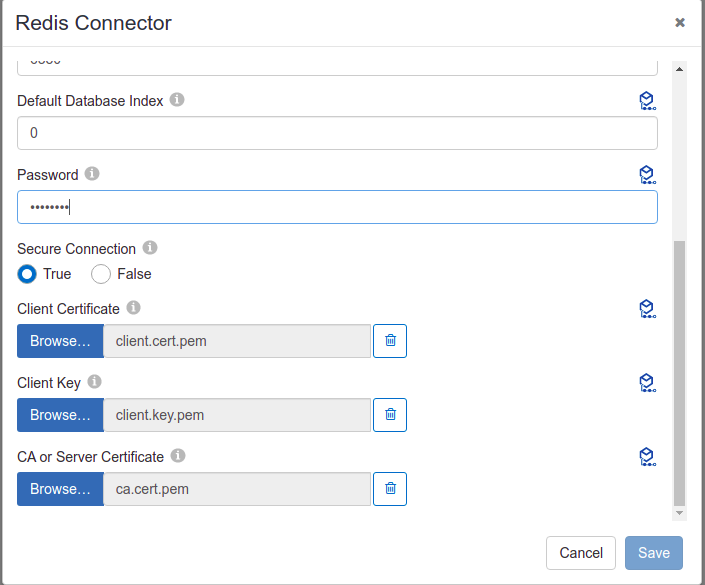 Redis Connector
Default Database Index
0
Password
••••••••
Secure Connection
True False
Client Certificate
Browse... client.cert.pem
Client Key
Browse... client.key.pem
CA or Server Certificate
Browse... ca.cert.pem
Cancel Save